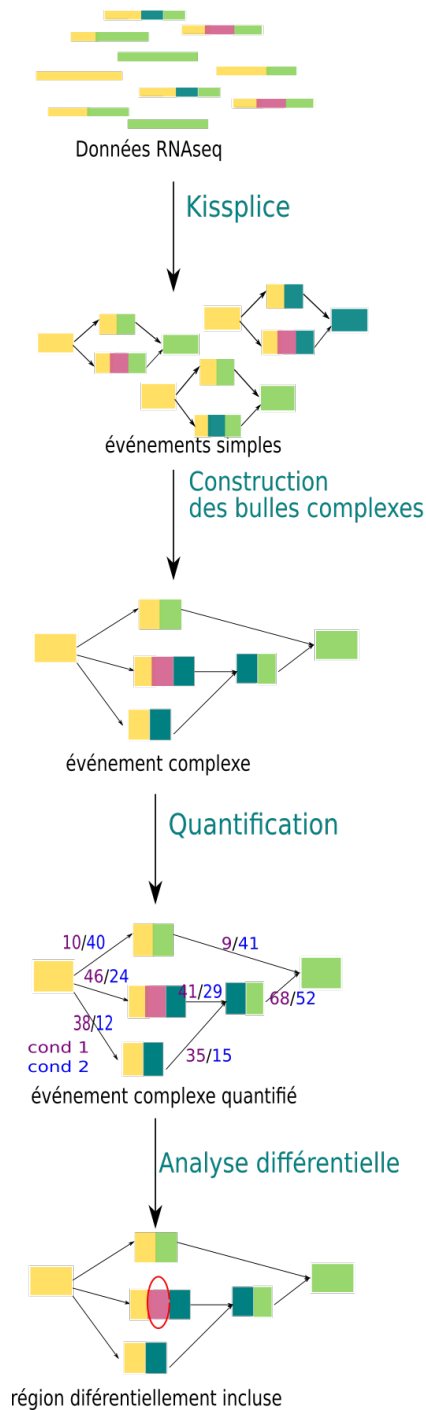 Données RNAseq
Kissplice
événements simples
Construction
des bulles complexes
événement complexe
Quantification
10/40
9/41
46/24
41/29
68/52
38/12
cond 1
35/15
cond 2
événement complexe quantifié
Analyse différentielle
région diférentiellement incluse